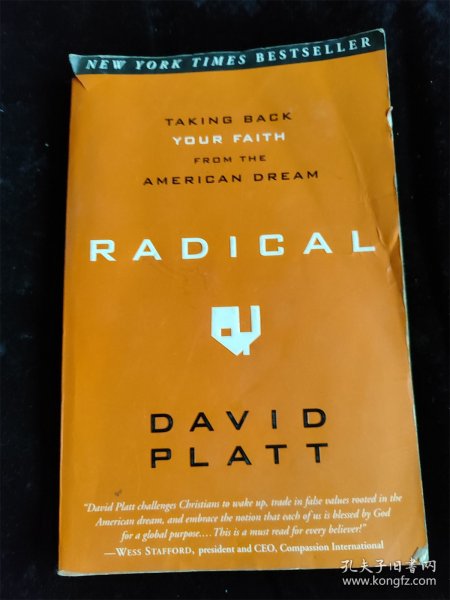 NEW YORK TIMES BESTSELLER
TAKING BACK
YOUR FAITH
FROM THE
AMERICAN DREAM
RADICAL
DAVID
PLATT
"David Platt challenges Christians to wake up, trade in false values rooted in the
American dream, and embrace the notion that each of us is blessed by God
for a global purpose.... This is a must read for every believer!"
—WESS STAFFORD, president and CEO, Compassion International
孔夫子旧书网
www.kongfz.com